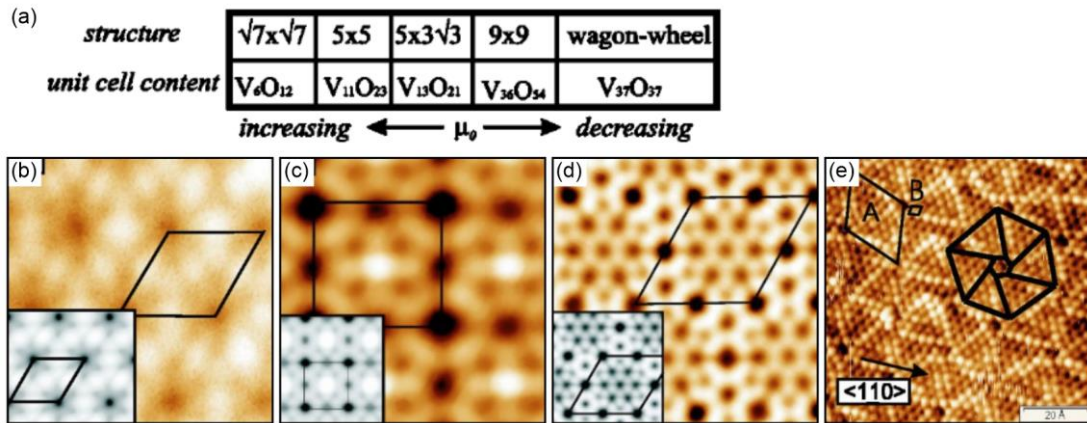 (a)
structure √7x√7 5x5 5x3√3 9x9 wagon-wheel
unit cell content V₆O₁₂ V₁₁O₂₃ V₁₃O₂₁ V₃₆O₅₄ V₃₇O₃₇
increasing ← μ₀ → decreasing
(b) (c) (d) (e)
A B
<110>
20 Å